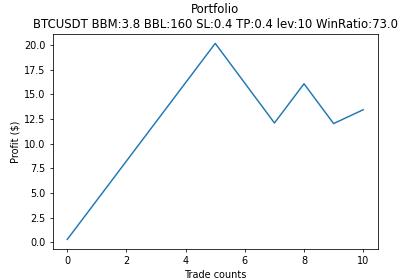 Portfolio
BTCUSDT BBM:3.8 BBL:160 SL:0.4 TP:0.4 lev:10 WinRatio:73.0
20.0
17.5
15.0
12.5
10.0
7.5
5.0
2.5
0.0
Profit ($)
0 2 4 6 8 10
Trade counts